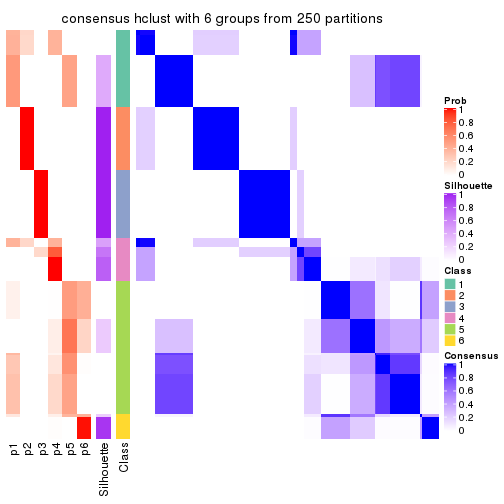 consensus hclust with 6 groups from 250 partitions
Prob
1
0.8
0.6
0.4
0.2
0
Silhouette
1
0.8
0.6
0.4
0.2
0
Class
1
2
3
4
5
6
Consensus
1
0.8
0.6
0.4
0.2
0
p1
p2
p3
p4
p5
p6
Silhouette
Class